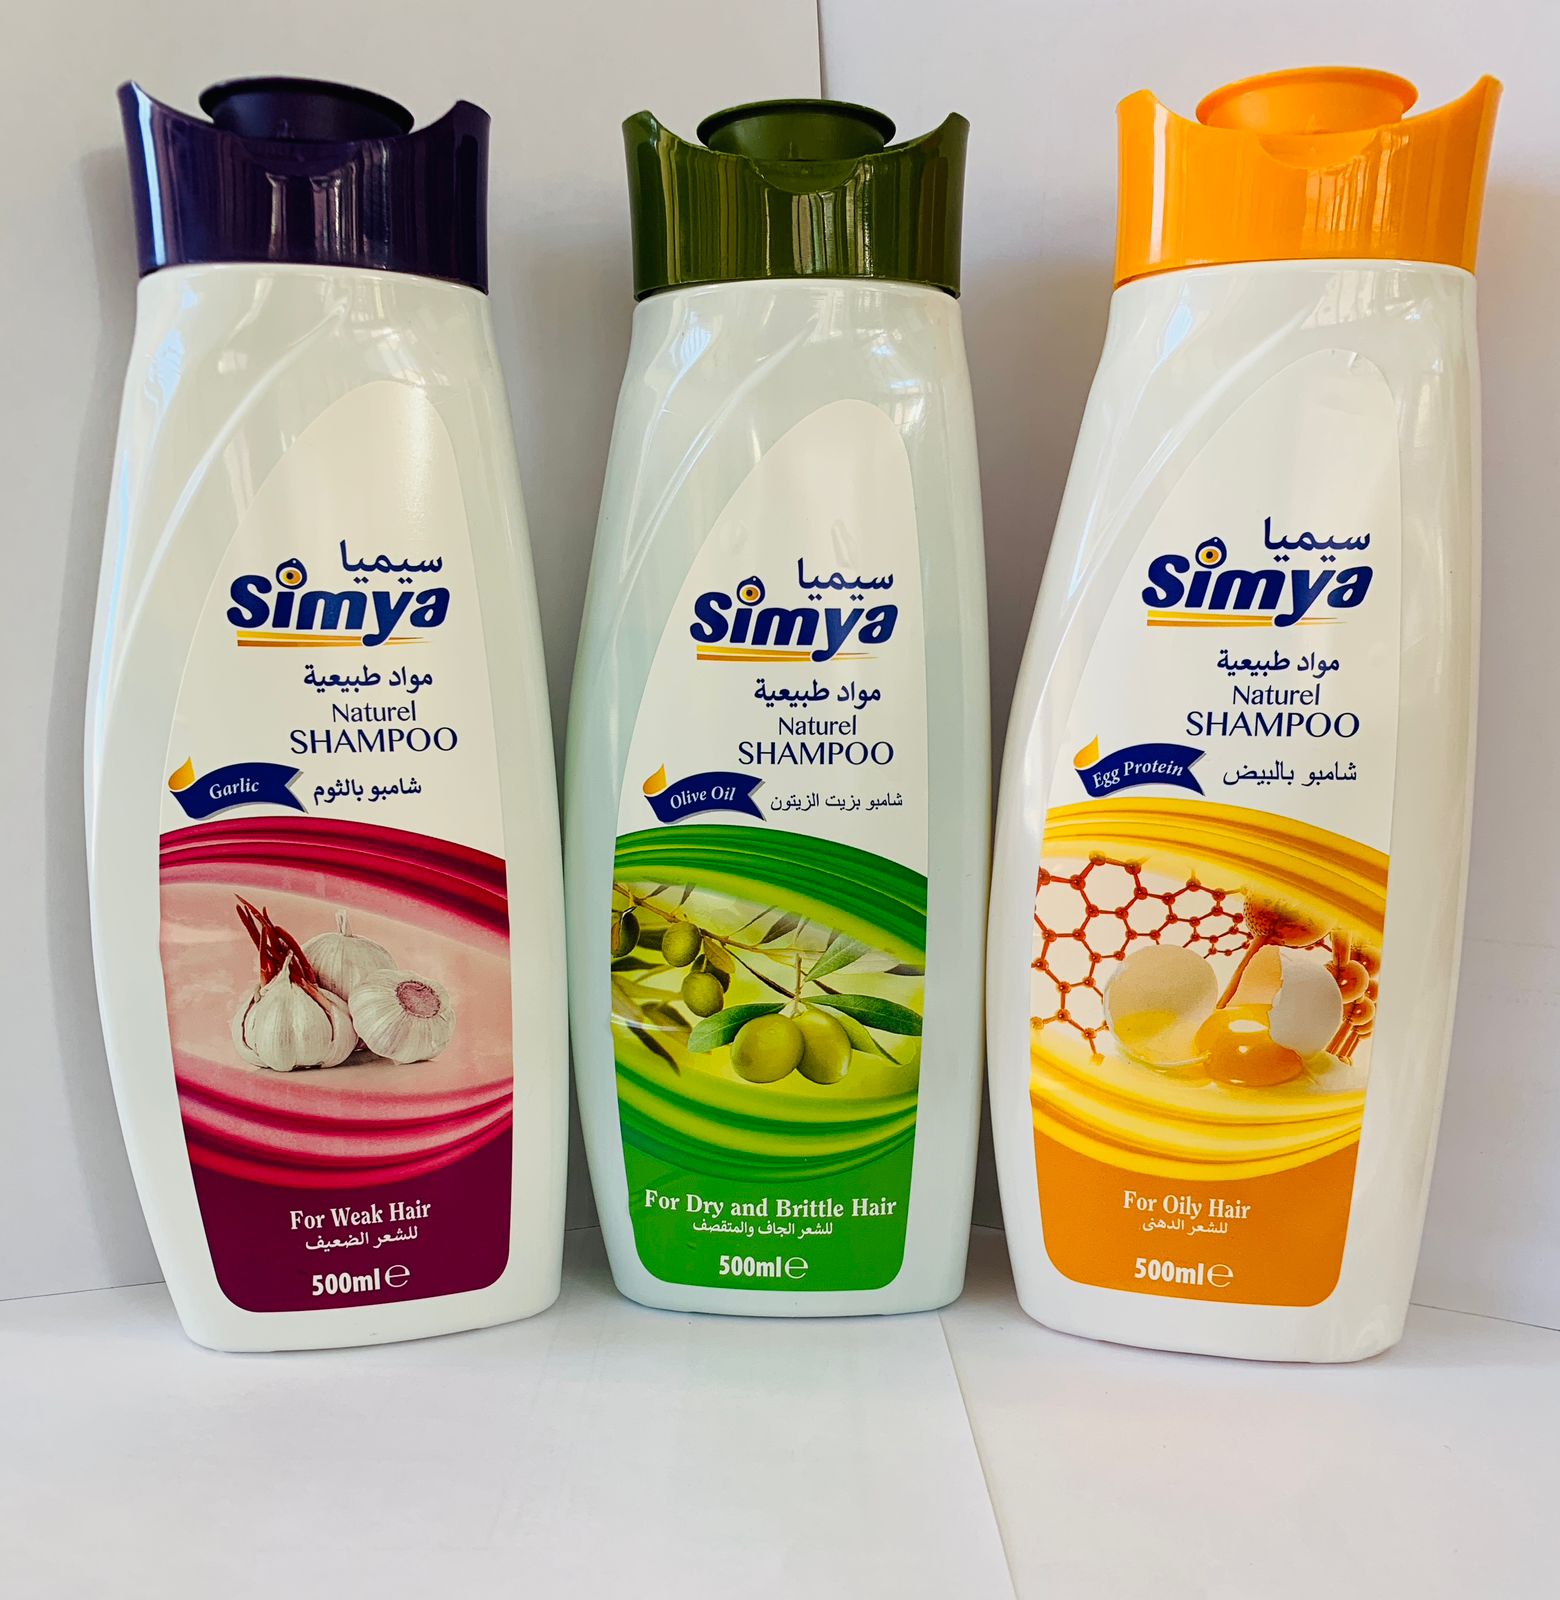 سيميا
Simya
مواد طبيعية
Naturel
SHAMPOO
Garlic
شامبو بالثوم
For Weak Hair
للشعر الضعيف
500ml℮
سيميا
Simya
مواد طبيعية
Naturel
SHAMPOO
Olive Oil
شامبو بزيت الزيتون
For Dry and Brittle Hair
للشعر الجاف والمتقصف
500ml℮
سيميا
Simya
مواد طبيعية
Naturel
SHAMPOO
Egg Protein
شامبو بالبيض
For Oily Hair
للشعر الدهنى
500ml℮